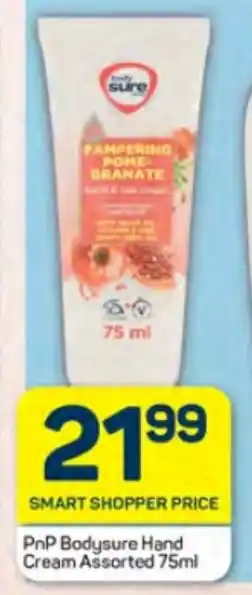 body
sure
PAMPERING
POME-
GRANATE
75 ml
21 99
SMART SHOPPER PRICE
PnP Bodysure Hand
Cream Assorted 75ml